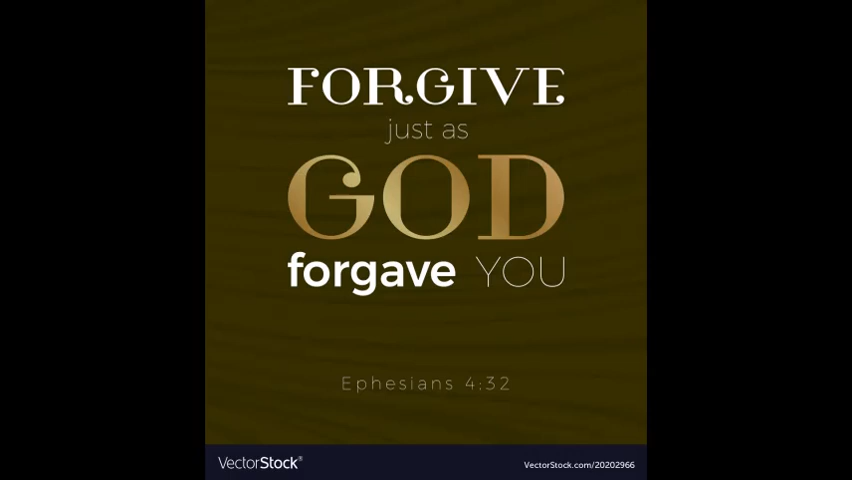 FORGIVE
just as
GOD
forgave YOU
Ephesians 4:32
VectorStock®
VectorStock.com/20202966